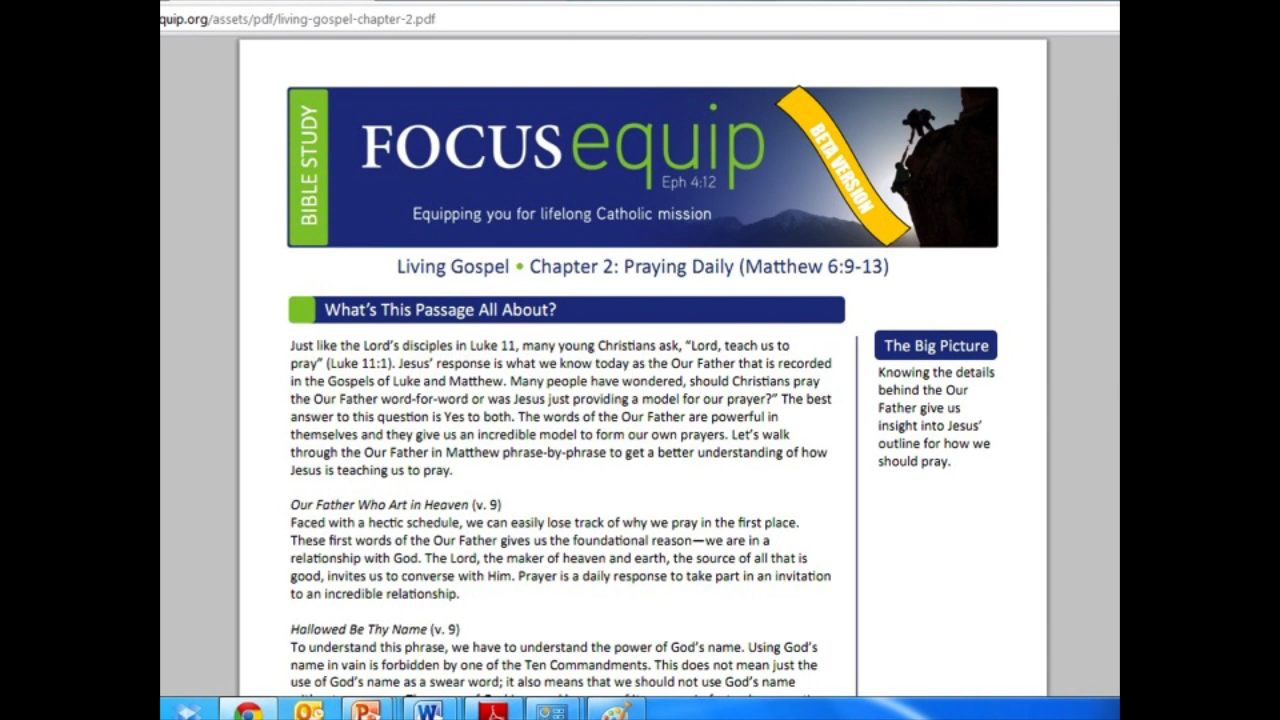 quip.org/assets/pdf/living-gospel-chapter-2.pdf
BIBLE STUDY
FOCUS equip
Eph 4:12
Equipping you for lifelong Catholic mission
BETA VERSION
Living Gospel • Chapter 2: Praying Daily (Matthew 6:9-13)
What's This Passage All About?
Just like the Lord's disciples in Luke 11, many young Christians ask, "Lord, teach us to
pray" (Luke 11:1). Jesus' response is what we know today as the Our Father that is recorded
in the Gospels of Luke and Matthew. Many people have wondered, should Christians pray
the Our Father word-for-word or was Jesus just providing a model for our prayer?" The best
answer to this question is Yes to both. The words of the Our Father are powerful in
themselves and they give us an incredible model to form our own prayers. Let's walk
through the Our Father in Matthew phrase-by-phrase to get a better understanding of how
Jesus is teaching us to pray.
Our Father Who Art in Heaven (v. 9)
Faced with a hectic schedule, we can easily lose track of why we pray in the first place.
These first words of the Our Father gives us the foundational reason—we are in a
relationship with God. The Lord, the maker of heaven and earth, the source of all that is
good, invites us to converse with Him. Prayer is a daily response to take part in an invitation
to an incredible relationship.
Hallowed Be Thy Name (v. 9)
To understand this phrase, we have to understand the power of God's name. Using God's
name in vain is forbidden by one of the Ten Commandments. This does not mean just the
use of God's name as a swear word; it also means that we should not use God's name
The Big Picture
Knowing the details
behind the Our
Father give us
insight into Jesus'
outline for how we
should pray.